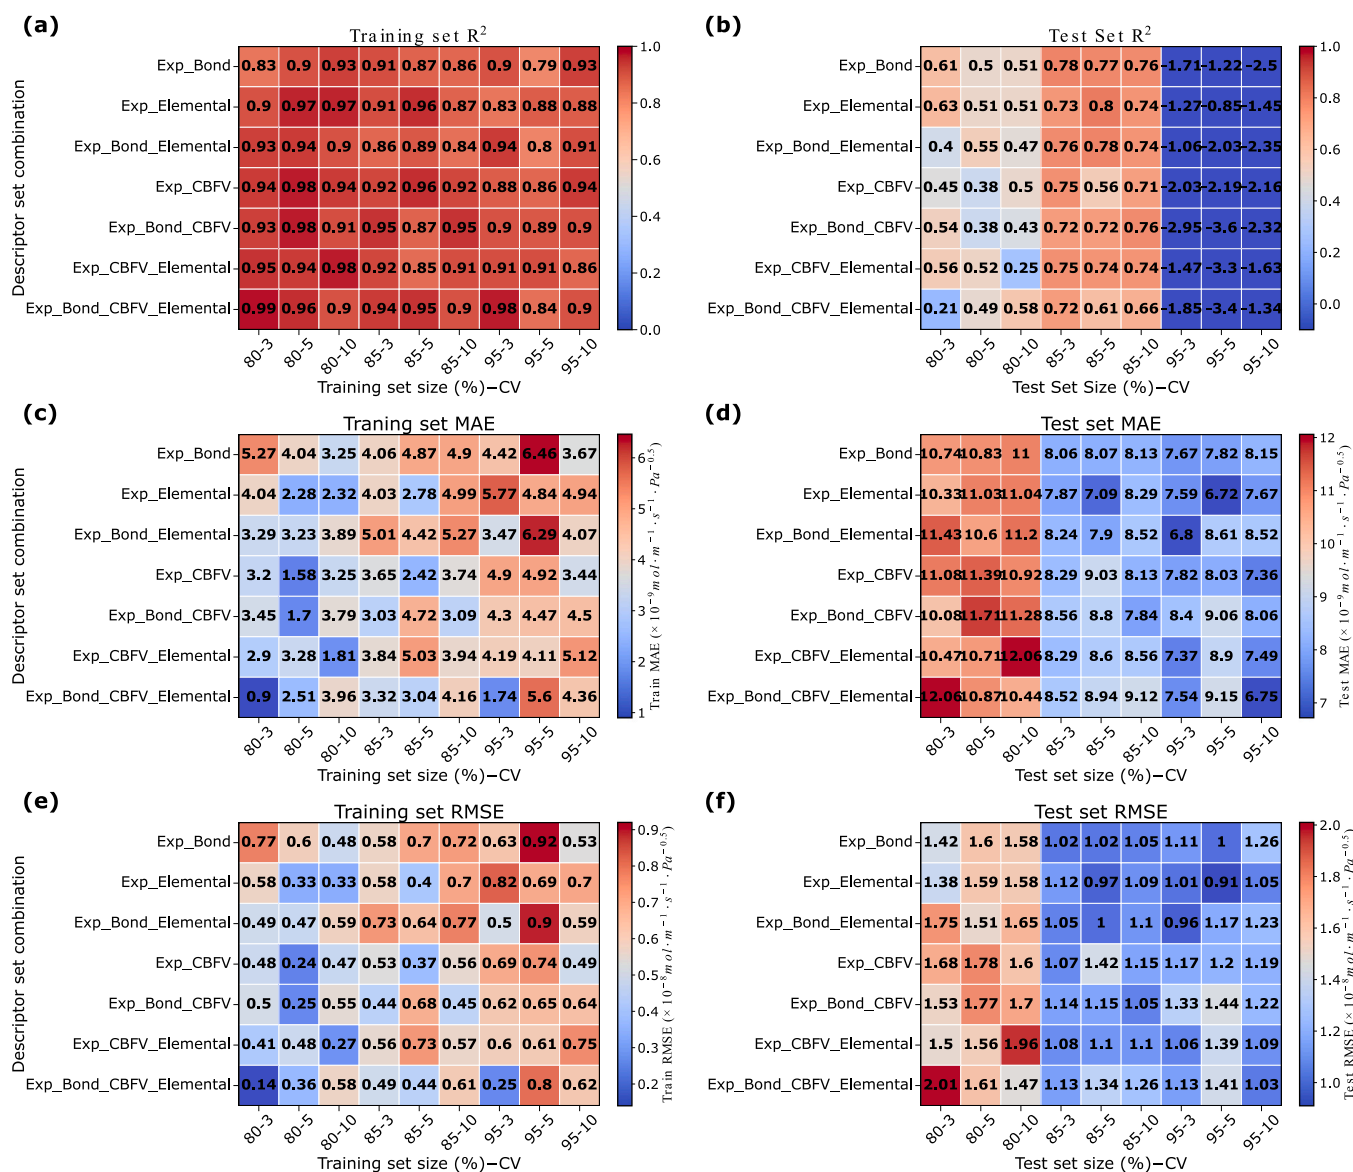 (a)
Training set R²
Descriptor set combination
Exp_Bond 0.83 0.9 0.93 0.91 0.87 0.86 0.9 0.79 0.93
Exp_Elemental 0.9 0.97 0.97 0.91 0.96 0.87 0.83 0.88 0.88
Exp_Bond_Elemental 0.93 0.94 0.9 0.86 0.89 0.84 0.94 0.8 0.91
Exp_CBFV 0.94 0.98 0.94 0.92 0.96 0.92 0.88 0.86 0.94
Exp_Bond_CBFV 0.93 0.98 0.91 0.95 0.87 0.95 0.9 0.89 0.9
Exp_CBFV_Elemental 0.95 0.94 0.98 0.92 0.85 0.91 0.91 0.91 0.86
Exp_Bond_CBFV_Elemental 0.99 0.96 0.9 0.94 0.95 0.9 0.98 0.84 0.9
80-3 80-5 80-10 85-3 85-5 85-10 95-3 95-5 95-10
Training set size (%)−CV
1.0
0.8
0.6
0.4
0.2
0.0
(b)
Test Set R²
Exp_Bond 0.61 0.5 0.51 0.78 0.77 0.76 −1.71 −1.22 −2.5
Exp_Elemental 0.63 0.51 0.51 0.73 0.8 0.74 −1.27 −0.85 −1.45
Exp_Bond_Elemental 0.4 0.55 0.47 0.76 0.78 0.74 −1.06 −2.03 −2.35
Exp_CBFV 0.45 0.38 0.5 0.75 0.56 0.71 −2.03 −2.19 −2.16
Exp_Bond_CBFV 0.54 0.38 0.43 0.72 0.72 0.76 −2.95 −3.6 −2.32
Exp_CBFV_Elemental 0.56 0.52 0.25 0.75 0.74 0.74 −1.47 −3.3 −1.63
Exp_Bond_CBFV_Elemental 0.21 0.49 0.58 0.72 0.61 0.66 −1.85 −3.4 −1.34
80-3 80-5 80-10 85-3 85-5 85-10 95-3 95-5 95-10
Test Set Size (%)−CV
1.0
0.8
0.6
0.4
0.2
0.0
(c)
Traning set MAE
Descriptor set combination
Exp_Bond 5.27 4.04 3.25 4.06 4.87 4.9 4.42 6.46 3.67
Exp_Elemental 4.04 2.28 2.32 4.03 2.78 4.99 5.77 4.84 4.94
Exp_Bond_Elemental 3.29 3.23 3.89 5.01 4.42 5.27 3.47 6.29 4.07
Exp_CBFV 3.2 1.58 3.25 3.65 2.42 3.74 4.9 4.92 3.44
Exp_Bond_CBFV 3.45 1.7 3.79 3.03 4.72 3.09 4.3 4.47 4.5
Exp_CBFV_Elemental 2.9 3.28 1.81 3.84 5.03 3.94 4.19 4.11 5.12
Exp_Bond_CBFV_Elemental 0.9 2.51 3.96 3.32 3.04 4.16 1.74 5.6 4.36
80-3 80-5 80-10 85-3 85-5 85-10 95-3 95-5 95-10
Training set size (%)−CV
6
5
4
3
2
1
Train MAE (× 10⁻⁹ mol · m⁻¹ · s⁻¹ · Pa⁻⁰·⁵)
(d)
Test set MAE
Exp_Bond 10.74 10.83 11 8.06 8.07 8.13 7.67 7.82 8.15
Exp_Elemental 10.33 11.03 11.04 7.87 7.09 8.29 7.59 6.72 7.67
Exp_Bond_Elemental 11.43 10.6 11.2 8.24 7.9 8.52 6.8 8.61 8.52
Exp_CBFV 11.08 11.39 10.92 8.29 9.03 8.13 7.82 8.03 7.36
Exp_Bond_CBFV 10.08 11.71 11.28 8.56 8.8 7.84 8.4 9.06 8.06
Exp_CBFV_Elemental 10.47 10.71 12.06 8.29 8.6 8.56 7.37 8.9 7.49
Exp_Bond_CBFV_Elemental 12.06 10.87 10.44 8.52 8.94 9.12 7.54 9.15 6.75
80-3 80-5 80-10 85-3 85-5 85-10 95-3 95-5 95-10
Test set size (%)−CV
12
11
10
9
8
7
Test MAE (× 10⁻⁹ mol · m⁻¹ · s⁻¹ · Pa⁻⁰·⁵)
(e)
Training set RMSE
Descriptor set combination
Exp_Bond 0.77 0.6 0.48 0.58 0.7 0.72 0.63 0.92 0.53
Exp_Elemental 0.58 0.33 0.33 0.58 0.4 0.7 0.82 0.69 0.7
Exp_Bond_Elemental 0.49 0.47 0.59 0.73 0.64 0.77 0.5 0.9 0.59
Exp_CBFV 0.48 0.24 0.47 0.53 0.37 0.56 0.69 0.74 0.49
Exp_Bond_CBFV 0.5 0.25 0.55 0.44 0.68 0.45 0.62 0.65 0.64
Exp_CBFV_Elemental 0.41 0.48 0.27 0.56 0.73 0.57 0.6 0.61 0.75
Exp_Bond_CBFV_Elemental 0.14 0.36 0.58 0.49 0.44 0.61 0.25 0.8 0.62
80-3 80-5 80-10 85-3 85-5 85-10 95-3 95-5 95-10
Training set size (%)−CV
0.9
0.8
0.7
0.6
0.5
0.4
0.3
0.2
Train RMSE (× 10⁻⁸ mol · m⁻¹ · s⁻¹ · Pa⁻⁰·⁵)
(f)
Test set RMSE
Exp_Bond 1.42 1.6 1.58 1.02 1.02 1.05 1.11 1 1.26
Exp_Elemental 1.38 1.59 1.58 1.12 0.97 1.09 1.01 0.91 1.05
Exp_Bond_Elemental 1.75 1.51 1.65 1.05 1 1.1 0.96 1.17 1.23
Exp_CBFV 1.68 1.78 1.6 1.07 1.42 1.15 1.17 1.2 1.19
Exp_Bond_CBFV 1.53 1.77 1.7 1.14 1.15 1.05 1.33 1.44 1.22
Exp_CBFV_Elemental 1.5 1.56 1.96 1.08 1.1 1.1 1.06 1.39 1.09
Exp_Bond_CBFV_Elemental 2.01 1.61 1.47 1.13 1.34 1.26 1.13 1.41 1.03
80-3 80-5 80-10 85-3 85-5 85-10 95-3 95-5 95-10
Test set size (%)−CV
2.0
1.8
1.6
1.4
1.2
1.0
Test RMSE (× 10⁻⁸ mol · m⁻¹ · s⁻¹ · Pa⁻⁰·⁵)